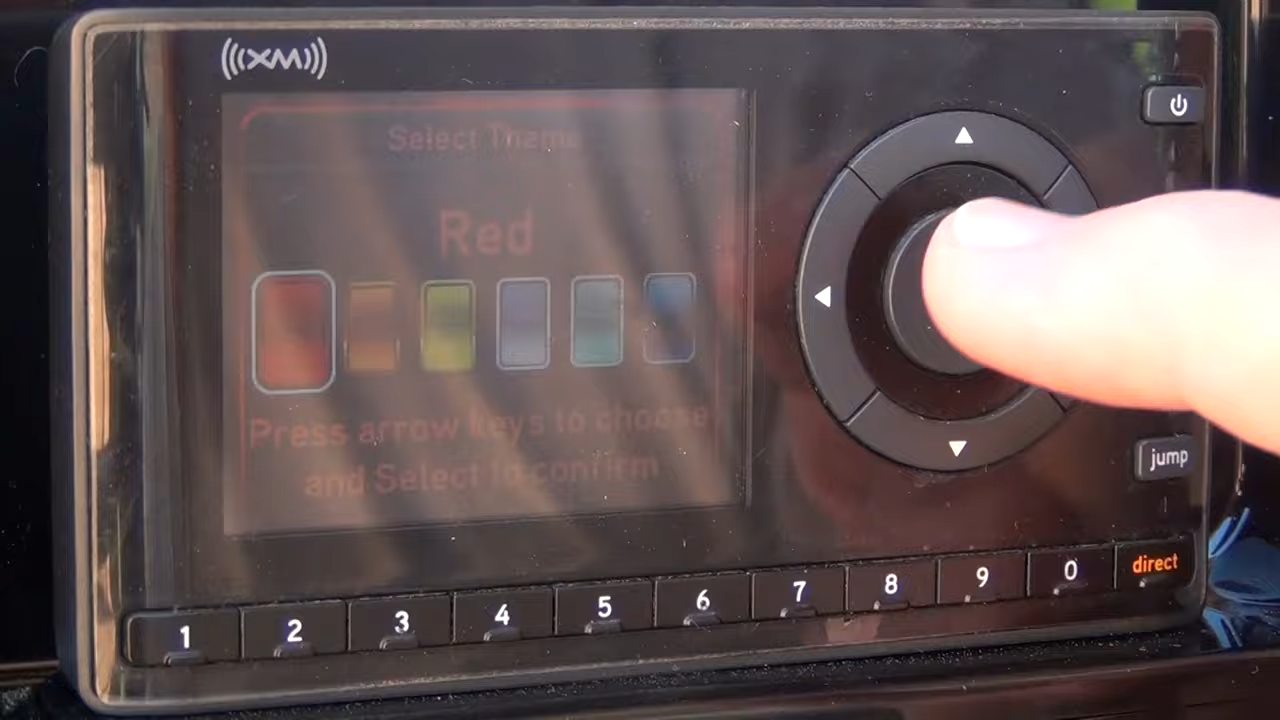 (((XM)))
Select Theme
Red
Press arrow keys to choose
and Select to confirm
jump
1 2 3 4 5 6 7 8 9 0 direct